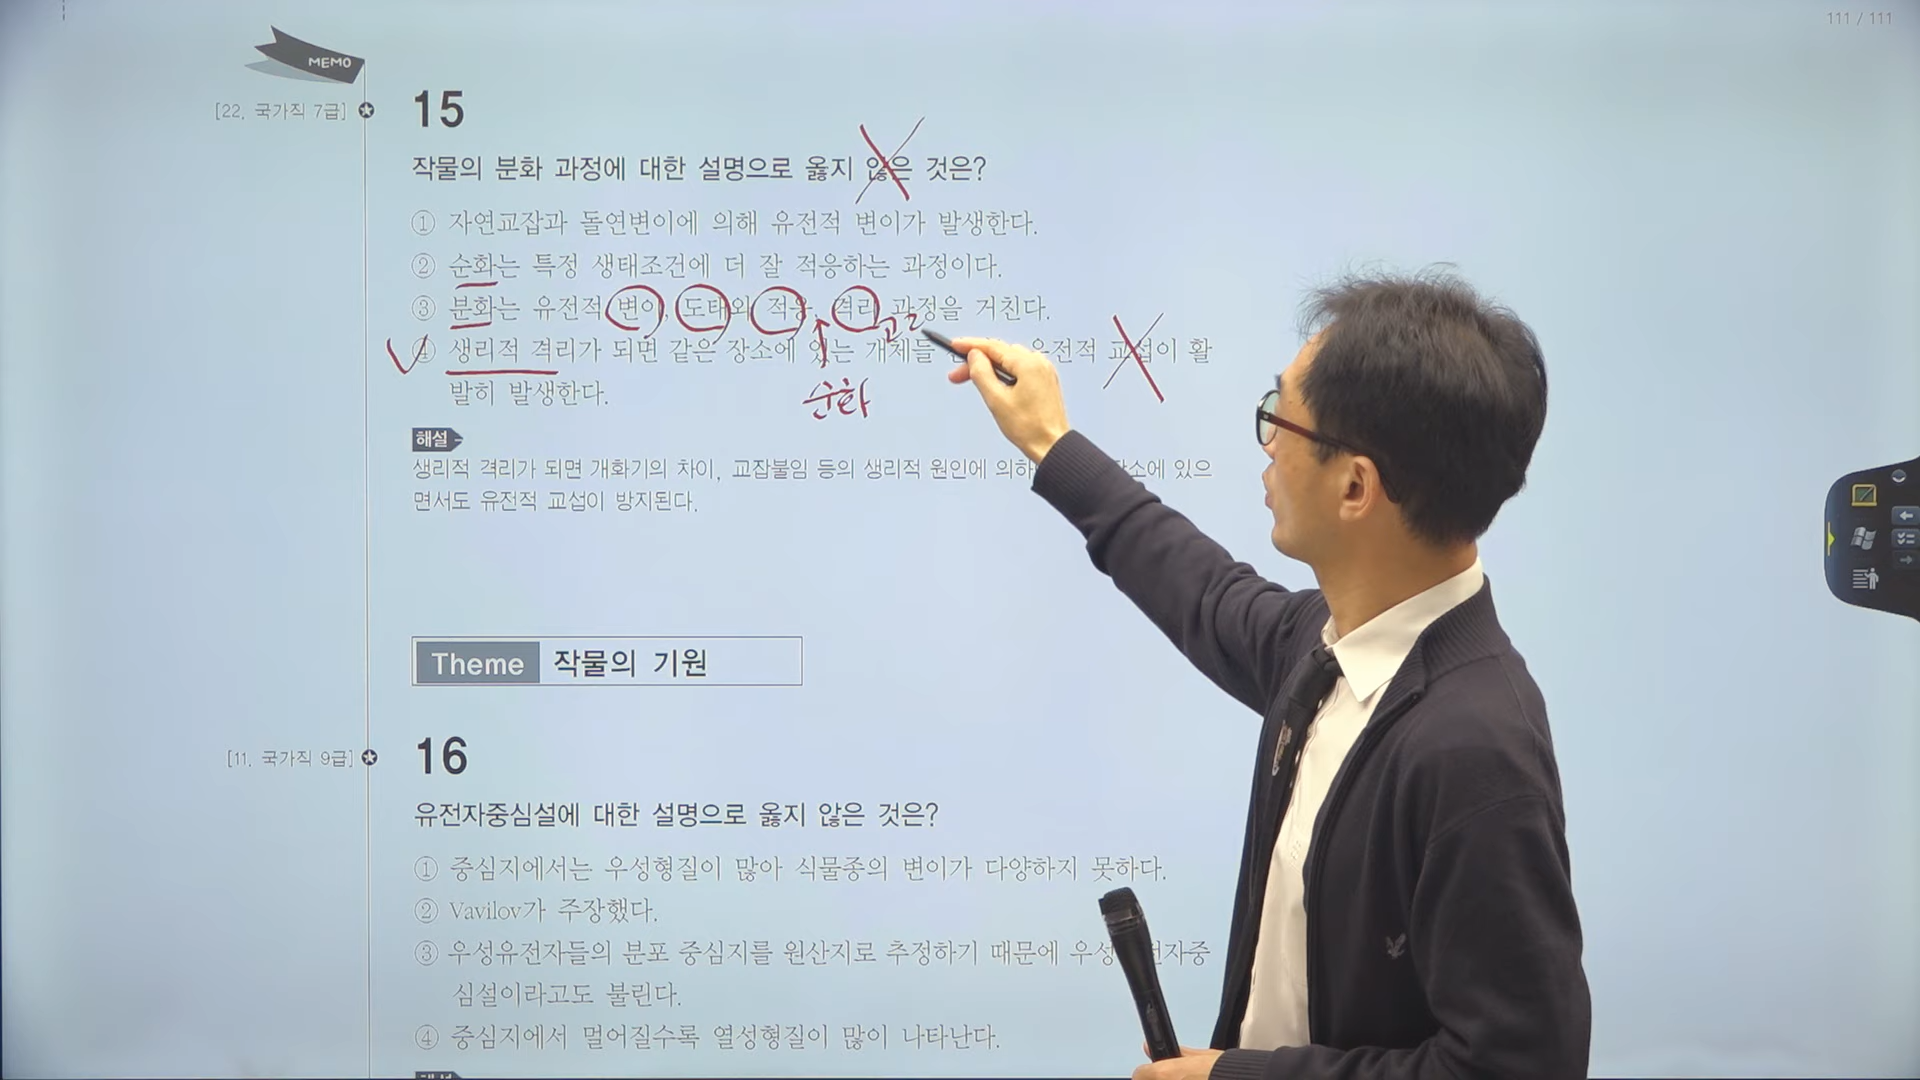 111 / 111
MEMO
[22. 국가직 7급]
15
작물의 분화 과정에 대한 설명으로 옳지 않은 것은?
① 자연교잡과 돌연변이에 의해 유전적 변이가 발생한다.
② 순화는 특정 생태조건에 더 잘 적응하는 과정이다.
③ 분화는 유전적 변이, 도태와 적응, 격리 과정을 거친다.
고르
④ 생리적 격리가 되면 같은 장소에 있는 개체들 유전적 교섭이 활
발히 발생한다.
순화
해설
생리적 격리가 되면 개화기의 차이, 교잡불임 등의 생리적 원인에 의하 장소에 있으
면서도 유전적 교섭이 방지된다.
Theme 작물의 기원
[11. 국가직 9급]
16
유전자중심설에 대한 설명으로 옳지 않은 것은?
① 중심지에서는 우성형질이 많아 식물종의 변이가 다양하지 못하다.
② Vavilov가 주장했다.
③ 우성유전자들의 분포 중심지를 원산지로 추정하기 때문에 우성 전자중
심설이라고도 불린다.
④ 중심지에서 멀어질수록 열성형질이 많이 나타난다.